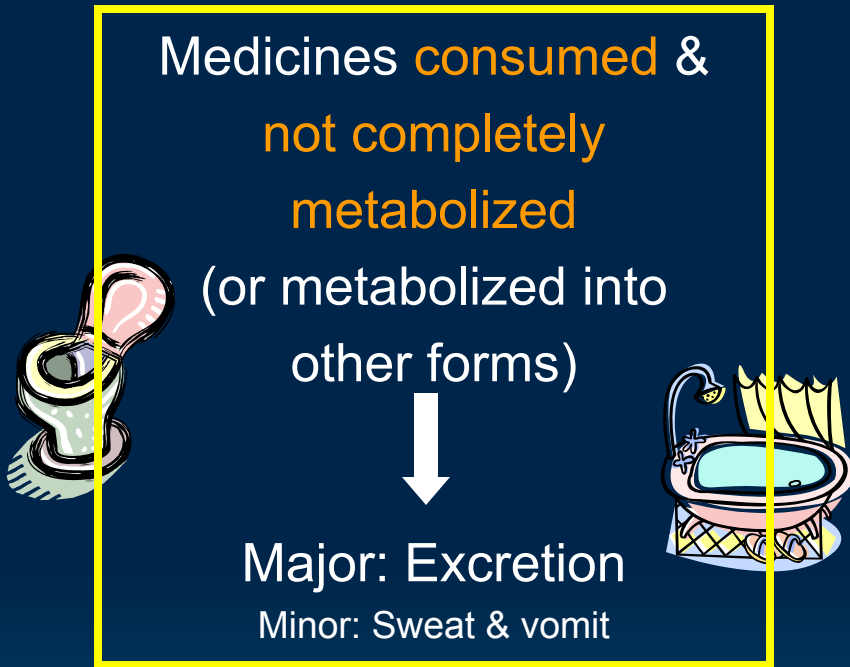 Medicines consumed &
not completely
metabolized
(or metabolized into
other forms)
Major: Excretion
Minor: Sweat & vomit